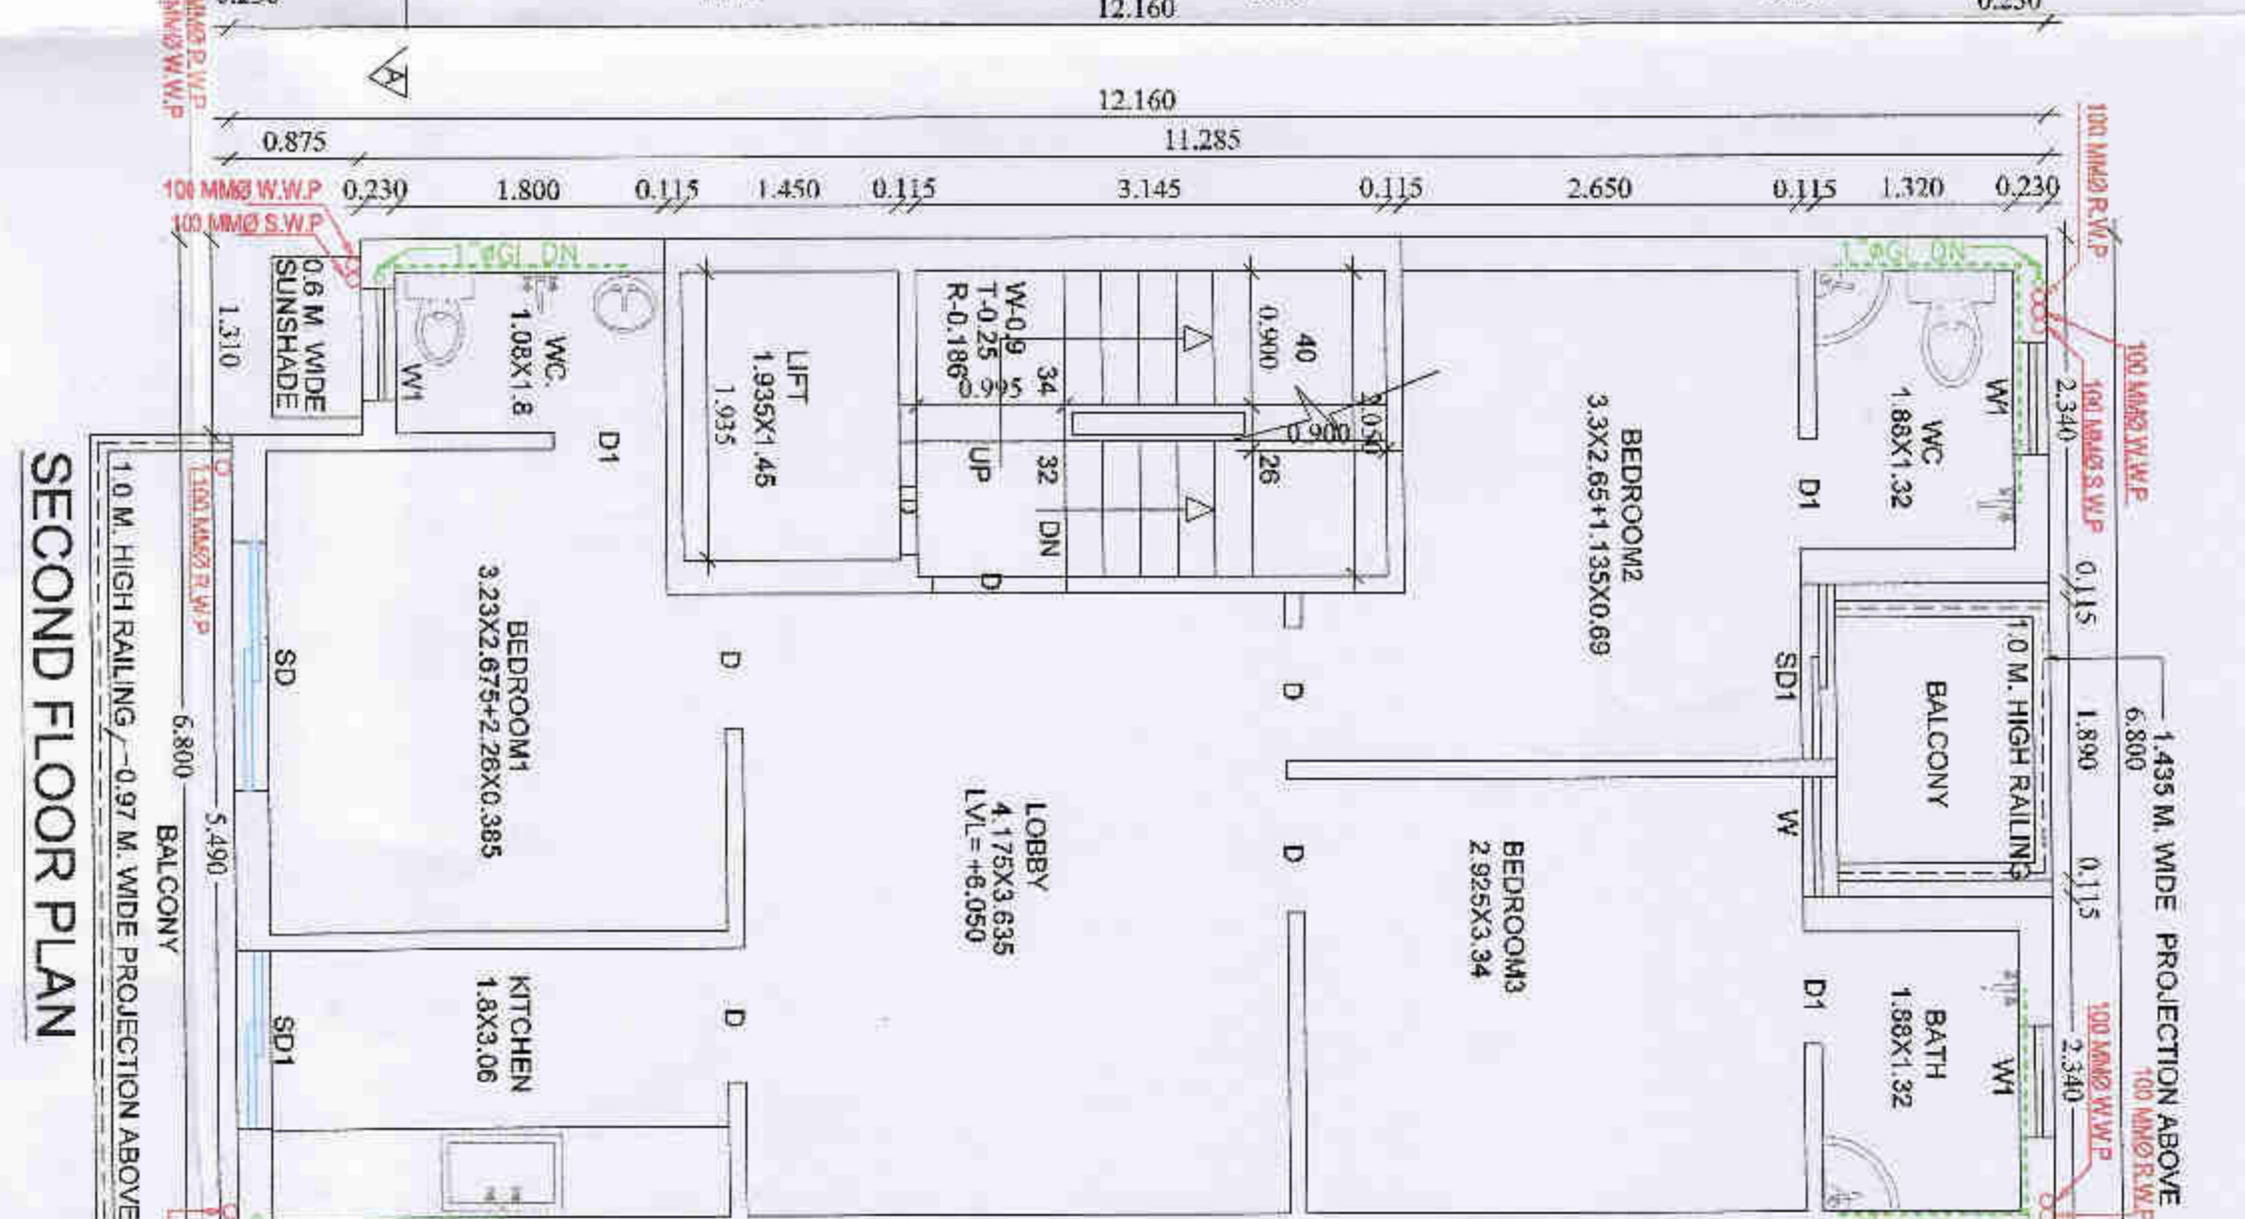 0.230
12.160
0.230
MMØ R.W.P
MMØ W.W.P
A
12.160
0.875
11.285
100 MMØ W.W.P
0.230
1.800
0.115
1.450
0.115
3.145
0.115
2.650
0.115
1.320
0.230
100 MMØ S.W.P
100 MMØ R.W.P
1"ØGI. DN
1"ØGI. DN
0.6 M. WIDE
SUNSHADE
1.310
W1
WC.
1.08X1.8
D1
LIFT
1.935X1.45
1.935
W-0.9
T-0.25
R-0.186
0.995
34
UP
32
DN
D
D
40
0.900
0.900
2.050
26
BEDROOM2
3.3X2.65+1.135X0.69
WC
1.88X1.32
W1
D1
2.340
100 MMØ W.W.P
100 MMØ S.W.P
0.115
100 MMØ R.W.P
SD
BEDROOM1
3.23X2.675+2.26X0.385
D
D
SD1
BALCONY
1.0 M. HIGH RAILING
1.890
6.800
1.435 M. WIDE PROJECTION ABOVE
W
0.115
6.800
5.490
BALCONY
1.0 M. HIGH RAILING
0.97 M. WIDE PROJECTION ABOVE
SECOND FLOOR PLAN
LOBBY
4.175X3.635
LVL= +6.050
D
BEDROOM3
2.925X3.34
KITCHEN
1.8X3.06
SD1
D
D1
BATH
1.88X1.32
W1
2.340
100 MMØ W.W.P
100 MMØ R.W.P